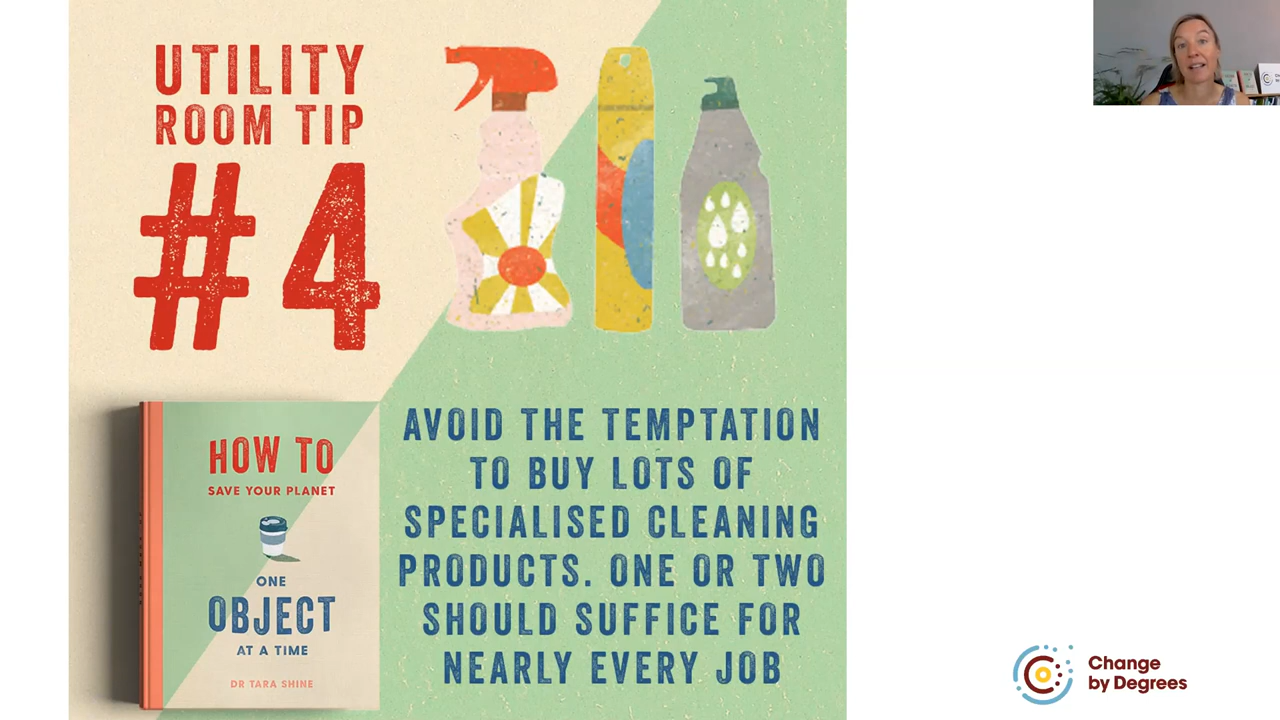 UTILITY
ROOM TIP
#4
HOW TO
SAVE YOUR PLANET
ONE
OBJECT
AT A TIME
DR TARA SHINE
AVOID THE TEMPTATION
TO BUY LOTS OF
SPECIALISED CLEANING
PRODUCTS. ONE OR TWO
SHOULD SUFFICE FOR
NEARLY EVERY JOB
Change
by Degrees